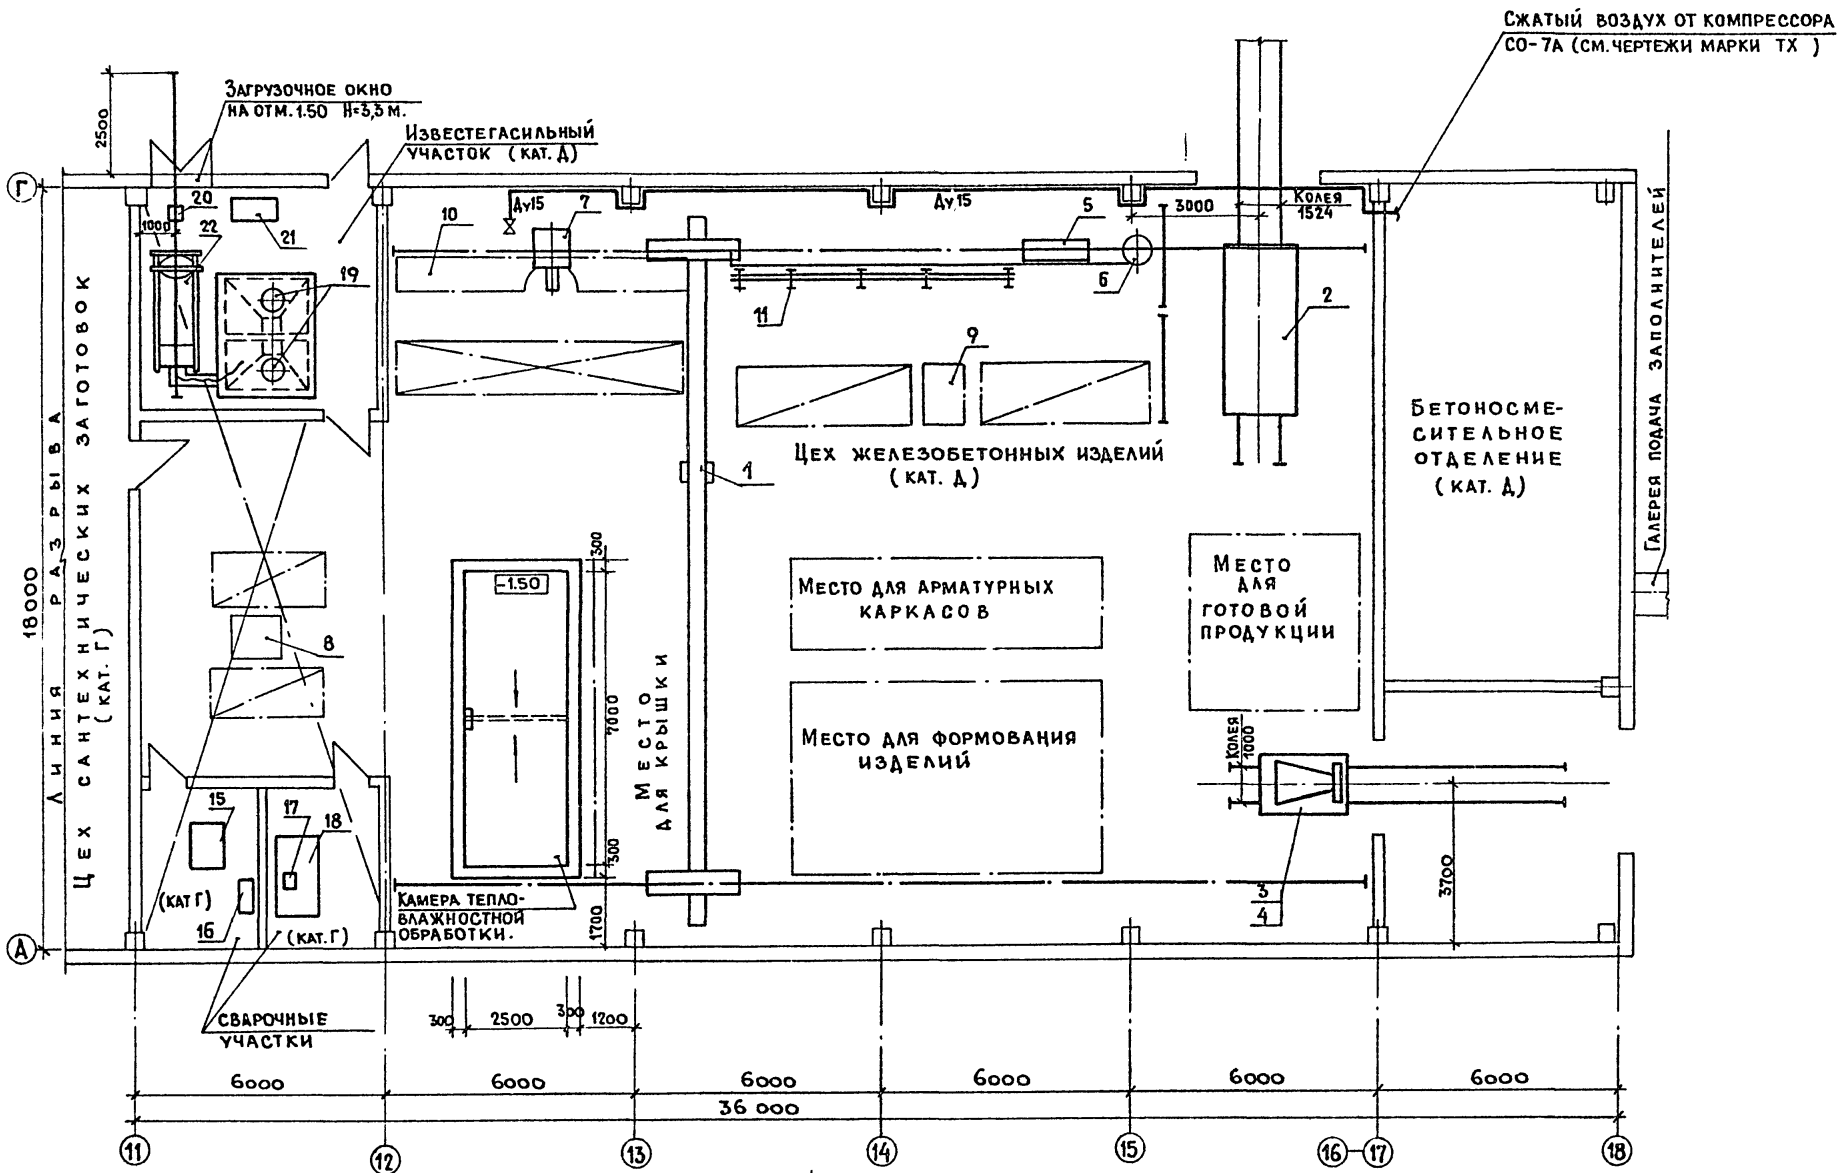 СЖАТЫЙ ВОЗДУХ ОТ КОМПРЕССОРА
СО-7А (СМ. ЧЕРТЕЖИ МАРКИ ТХ )
ЗАГРУЗОЧНОЕ ОКНО
НА ОТМ. 1.50 Н=3,3 М.
2500
ИЗВЕСТЕГАСИЛЬНЫЙ
УЧАСТОК (КАТ. Д)
Г
20
21
1000
22
19
10
Ду15
7
Ду 15
5
3000
КОЛЕЯ
1524
6
11
2
9
ЦЕХ ЖЕЛЕЗОБЕТОННЫХ ИЗДЕЛИЙ
(КАТ. Д)
1
БЕТОНОСМЕ-
СИТЕЛЬНОЕ
ОТДЕЛЕНИЕ
(КАТ. Д)
ГАЛЕРЕЯ ПОДАЧА ЗАПОЛНИТЕЛЕЙ
18000
ЛИНИЯ РАЗРЫВА
ЦЕХ САНТЕХНИЧЕСКИХ ЗАГОТОВОК
(КАТ. Г)
8
-1.50
300
7000
300
1700
МЕСТО
ДЛЯ КРЫШКИ
МЕСТО ДЛЯ АРМАТУРНЫХ
КАРКАСОВ
МЕСТО
ДЛЯ
ГОТОВОЙ
ПРОДУКЦИИ
МЕСТО ДЛЯ ФОРМОВАНИЯ
ИЗДЕЛИЙ
КОЛЕЯ
1000
3
4
3700
15
17
18
(КАТ Г)
16
(КАТ. Г)
КАМЕРА ТЕПЛО-
ВЛАЖНОСТНОЙ
ОБРАБОТКИ.
А
СВАРОЧНЫЕ
УЧАСТКИ
300
2500
300
1200
6000
6000
6000
6000
6000
6000
36 000
11
12
13
14
15
16
17
18